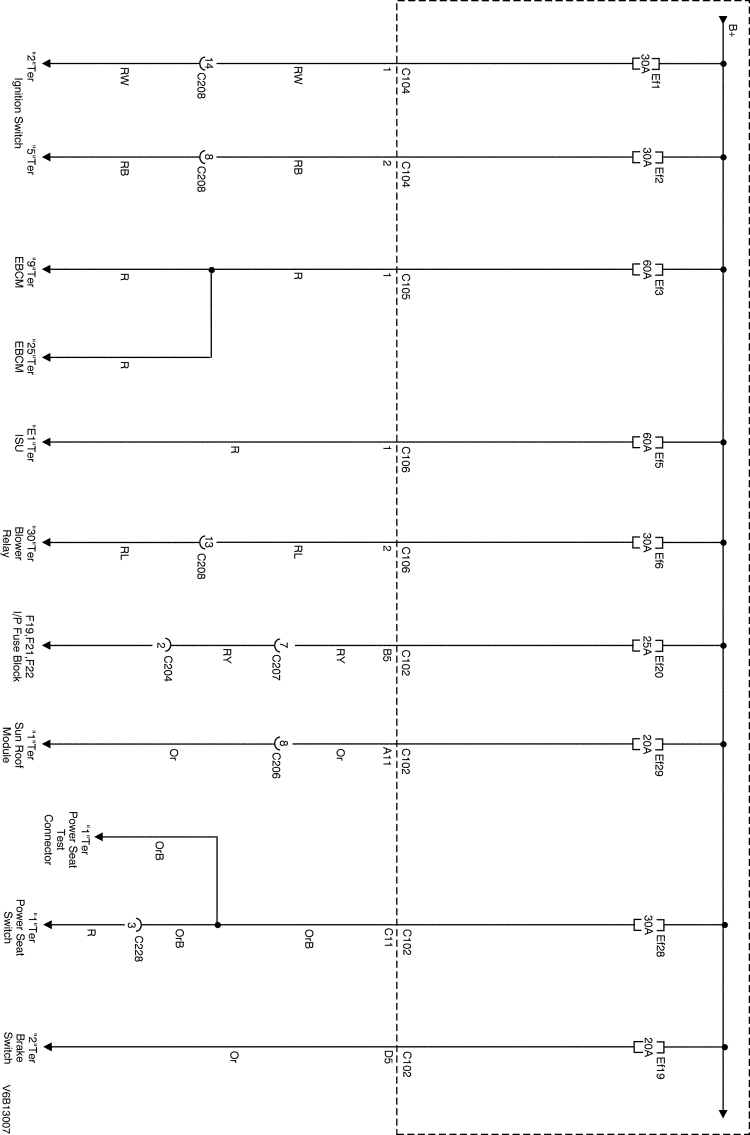 B+
30A
Ef1
1
C104
RW
14
C208
RW
"2"Ter
Ignition Switch
30A
Ef2
2
C104
RB
8
C208
RB
"5"Ter
60A
Ef3
1
C105
R
R
"9"Ter
EBCM
R
"25"Ter
EBCM
60A
Ef5
1
C106
R
"E1"Ter
ISU
30A
Ef6
2
C106
RL
13
C208
RL
"30"Ter
Blower
Relay
25A
Ef20
B5
C102
RY
7
C207
RY
2
C204
F19,F21,F22
I/P Fuse Block
20A
Ef29
A11
C102
Or
8
C206
Or
"1"Ter
Sun Roof
Module
OrB
"1"Ter
Power Seat
Test
Connector
30A
Ef28
C11
C102
OrB
OrB
3
C228
R
"1"Ter
Power Seat
Switch
20A
Ef19
D5
C102
Or
"2"Ter
Brake
Switch
V6B13007